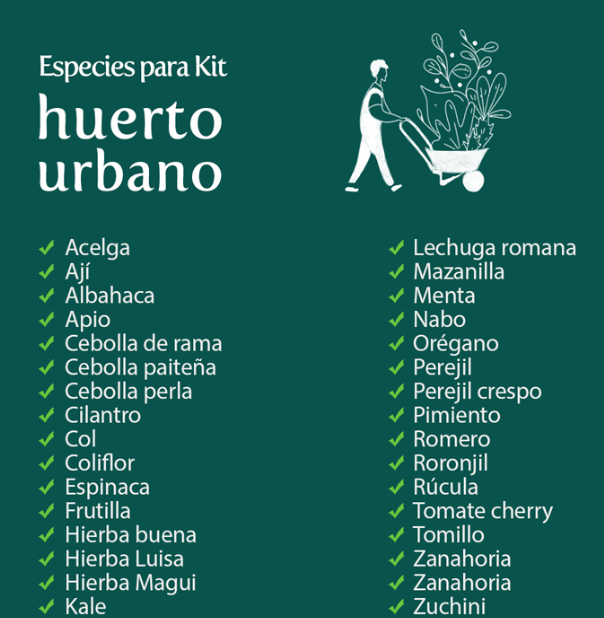 Especies para Kit
huerto
urbano
Acelga
Ají
Albahaca
Apio
Cebolla de rama
Cebolla paiteña
Cebolla perla
Cilantro
Col
Coliflor
Espinaca
Frutilla
Hierba buena
Hierba Luisa
Hierba Magui
Kale
Lechuga romana
Mazanilla
Menta
Nabo
Orégano
Perejil
Perejil crespo
Pimiento
Romero
Roronjil
Rúcula
Tomate cherry
Tomillo
Zanahoria
Zanahoria
Zuchini